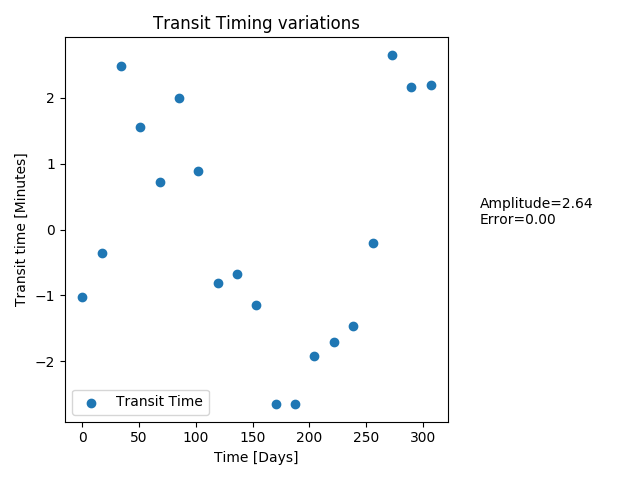 Transit Timing variations
Transit time [Minutes]
2
1
0
−1
−2
Amplitude=2.64
Error=0.00
Transit Time
0 50 100 150 200 250 300
Time [Days]